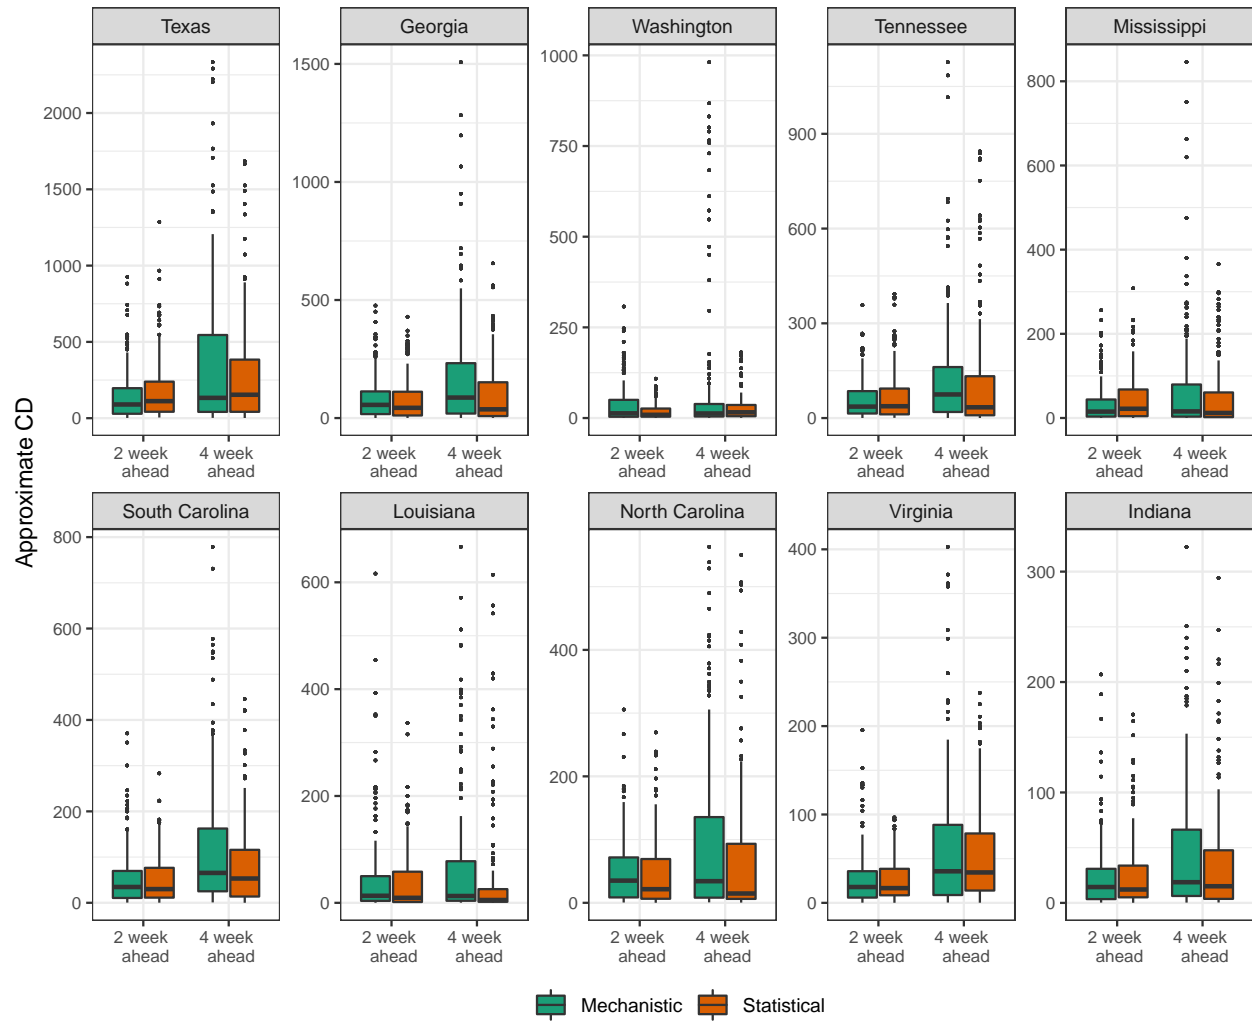 Texas
Georgia
Washington
Tennessee
Mississippi
2000
1500
1000
500
0
1500
1000
500
0
1000
750
500
250
0
900
600
300
0
800
600
400
200
0
2 week
ahead
4 week
ahead
2 week
ahead
4 week
ahead
2 week
ahead
4 week
ahead
2 week
ahead
4 week
ahead
2 week
ahead
4 week
ahead
Approximate CD
South Carolina
Louisiana
North Carolina
Virginia
Indiana
800
600
400
200
0
600
400
200
0
400
200
0
400
300
200
100
0
300
200
100
0
2 week
ahead
4 week
ahead
2 week
ahead
4 week
ahead
2 week
ahead
4 week
ahead
2 week
ahead
4 week
ahead
2 week
ahead
4 week
ahead
Mechanistic
Statistical